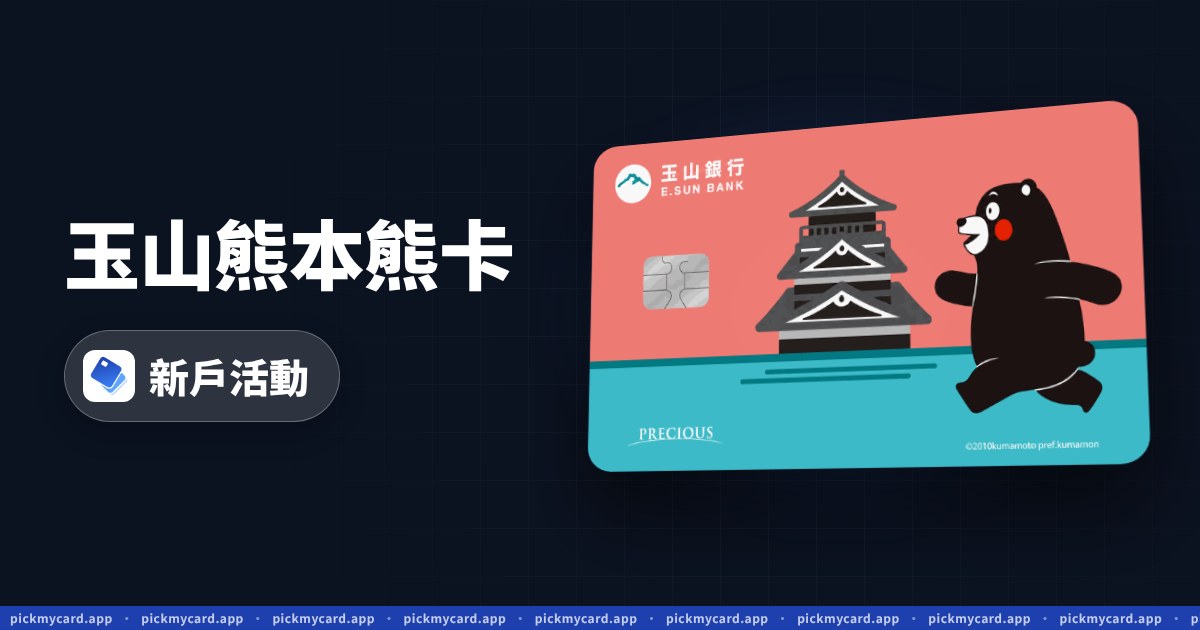 玉山熊本熊卡
新戶活動
玉山銀行
E.SUN BANK
PRECIOUS
©2010kumamoto pref.kumamon
pickmycard.app • pickmycard.app • pickmycard.app • pickmycard.app • pickmycard.app • pickmycard.app • pickmycard.app • pickmycard.app • pickmycard.app • p